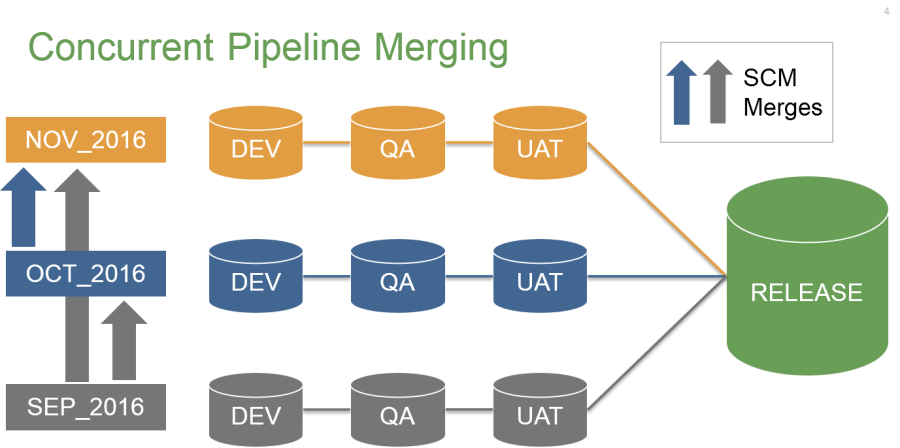 4
Concurrent Pipeline Merging
SCM
Merges
NOV_2016
DEV
QA
UAT
OCT_2016
DEV
QA
UAT
RELEASE
SEP_2016
DEV
QA
UAT